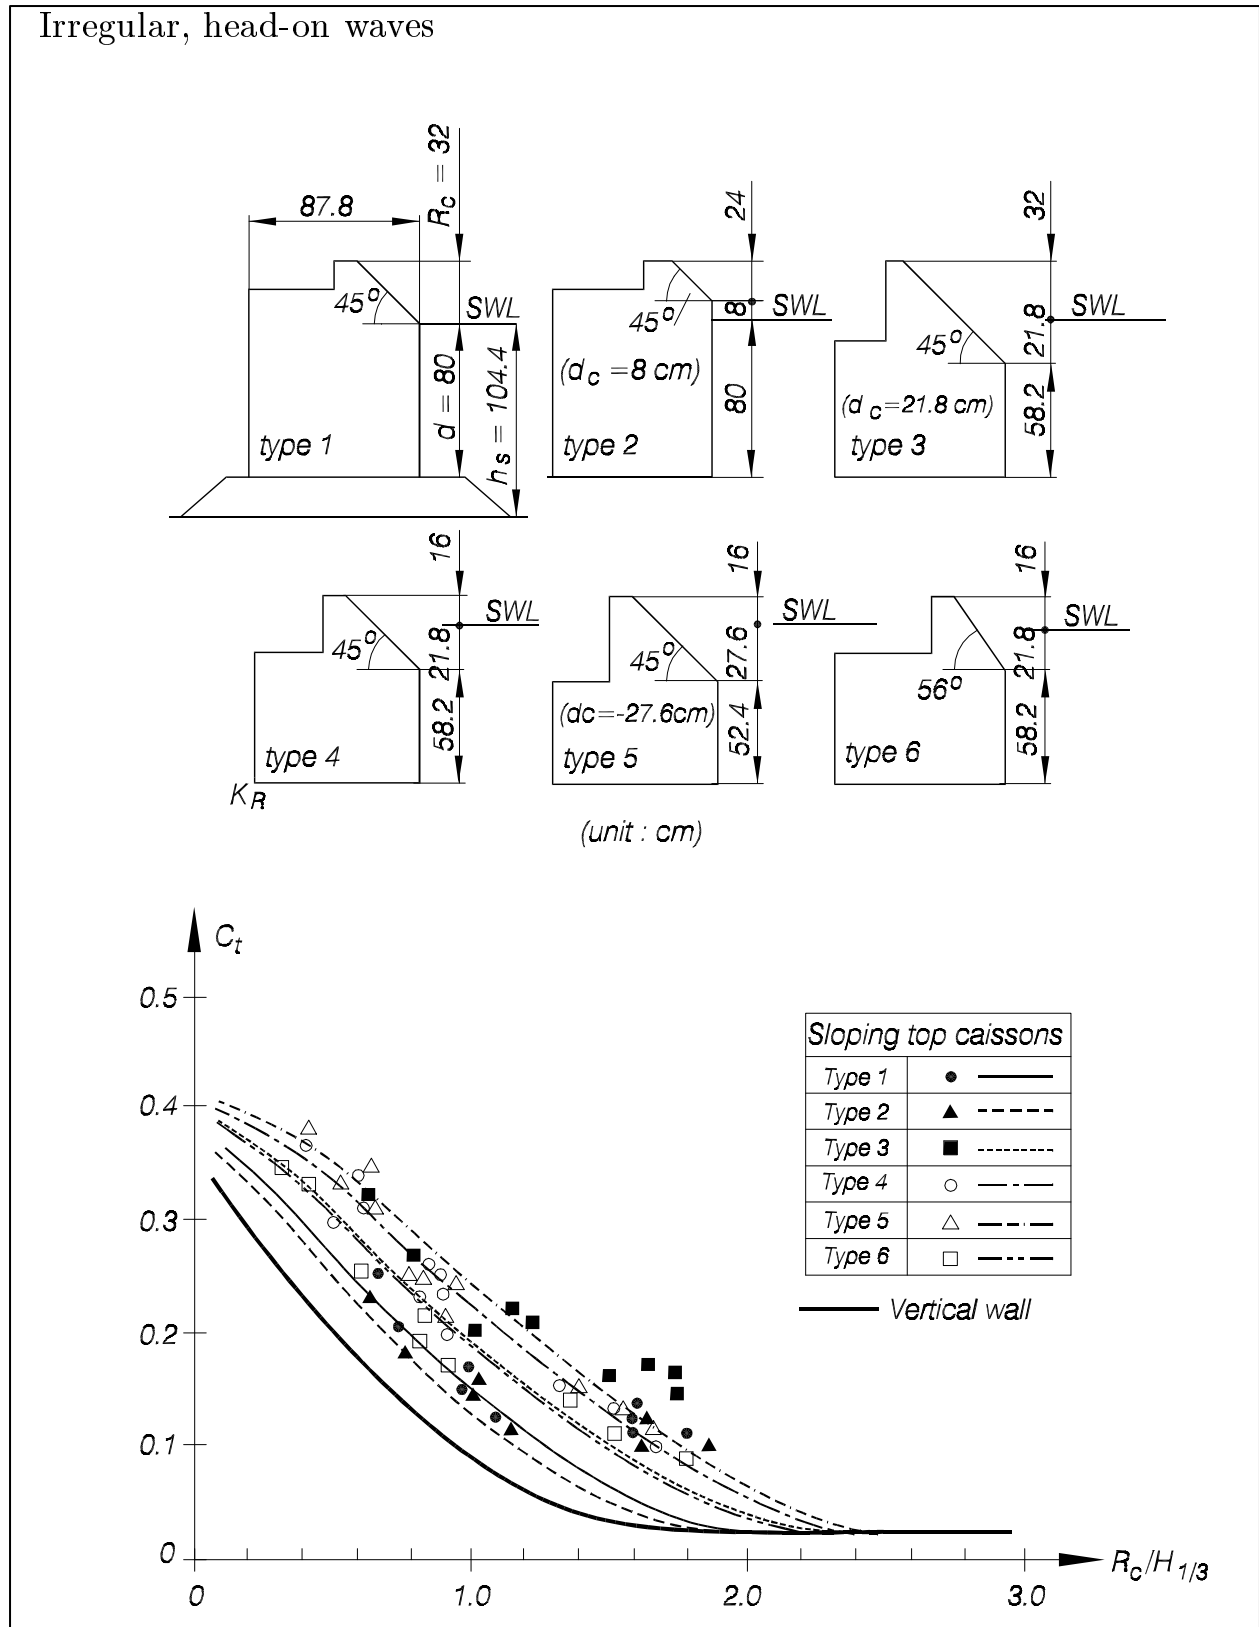 Irregular, head-on waves
87.8
R_c = 32
45°
SWL
d = 80
h_s = 104.4
type 1
24
8
SWL
45°
(d_c =8 cm)
80
type 2
32
21.8
SWL
45°
(d_c=21.8 cm)
58.2
type 3
16
SWL
45°
21.8
58.2
type 4
K_R
16
SWL
45°
27.6
(dc=-27.6cm)
52.4
type 5
16
SWL
21.8
56°
58.2
type 6
(unit : cm)
C_t
0.5
0.4
0.3
0.2
0.1
0
0 1.0 2.0 3.0
R_c/H_1/3
Sloping top caissons
Type 1
Type 2
Type 3
Type 4
Type 5
Type 6
Vertical wall